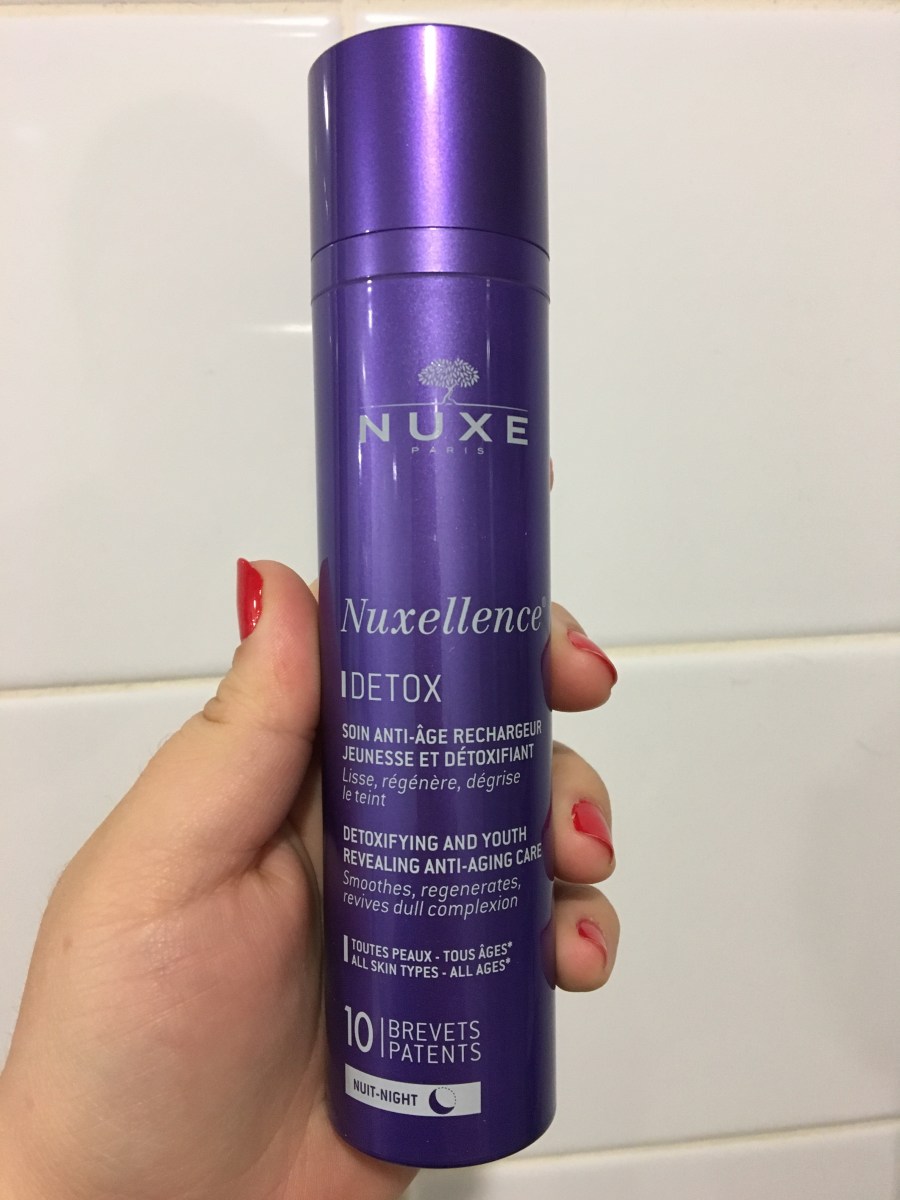 NUXE
PARIS
Nuxellence®
DETOX
SOIN ANTI-ÂGE RECHARGEUR
JEUNESSE ET DÉTOXIFIANT
Lisse, régénère, dégrise
le teint
DETOXIFYING AND YOUTH
REVEALING ANTI-AGING CARE
Smoothes, regenerates,
revives dull complexion
TOUTES PEAUX - TOUS ÂGES*
ALL SKIN TYPES - ALL AGES*
10 BREVETS
PATENTS
NUIT-NIGHT